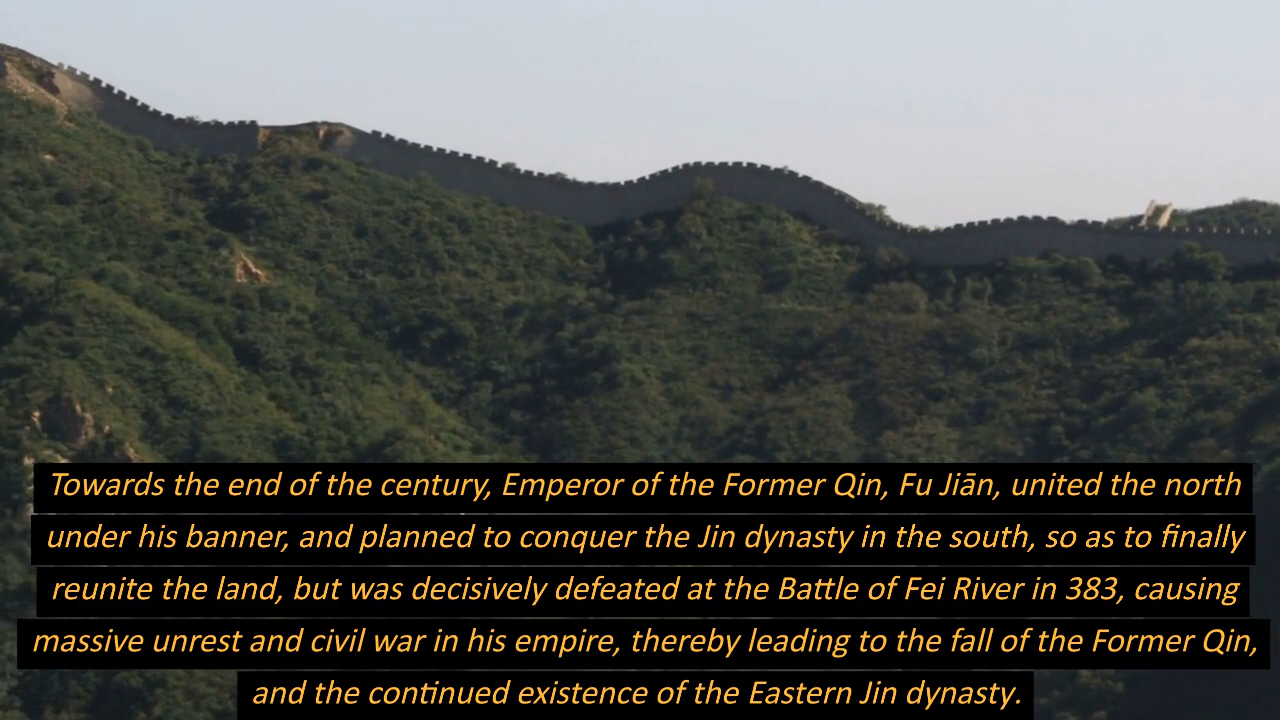 Towards the end of the century, Emperor of the Former Qin, Fu Jiān, united the north
under his banner, and planned to conquer the Jin dynasty in the south, so as to finally
reunite the land, but was decisively defeated at the Battle of Fei River in 383, causing
massive unrest and civil war in his empire, thereby leading to the fall of the Former Qin,
and the continued existence of the Eastern Jin dynasty.